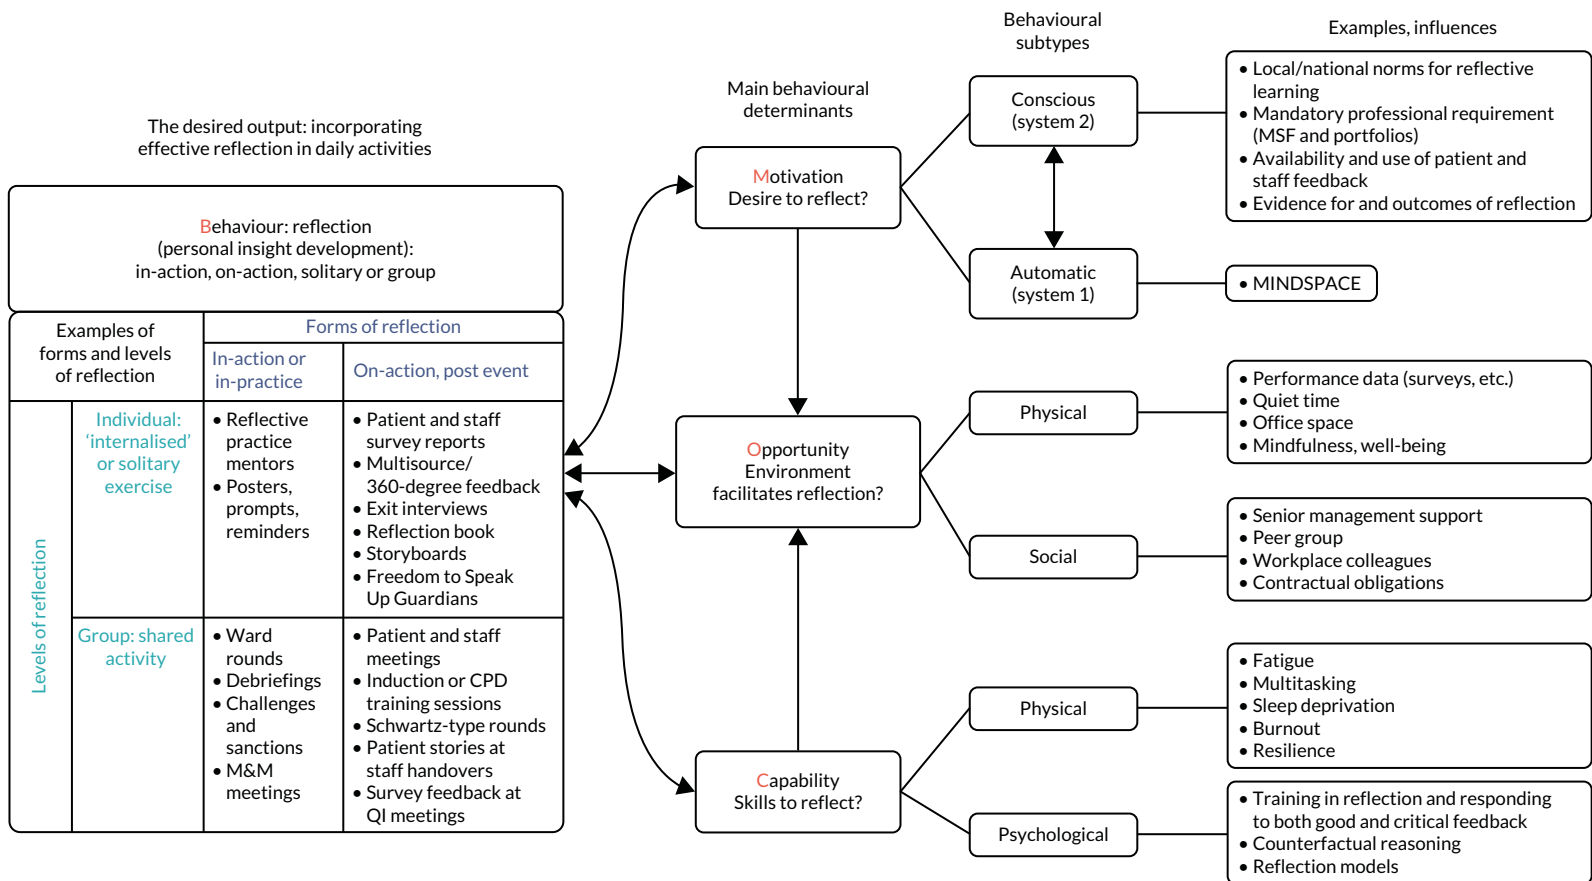 The desired output: incorporating
effective reflection in daily activities
Behaviour: reflection
(personal insight development):
in-action, on-action, solitary or group
Examples of
forms and levels
of reflection
Forms of reflection
In-action or
in-practice
On-action, post event
Levels of reflection
Individual:
‘internalised’
or solitary
exercise
• Reflective
practice
mentors
• Posters,
prompts,
reminders
• Patient and staff
survey reports
• Multisource/
360-degree feedback
• Exit interviews
• Reflection book
• Storyboards
• Freedom to Speak
Up Guardians
Group: shared
activity
• Ward
rounds
• Debriefings
• Challenges
and
sanctions
• M&M
meetings
• Patient and staff
meetings
• Induction or CPD
training sessions
• Schwartz-type rounds
• Patient stories at
staff handovers
• Survey feedback at
QI meetings
Main behavioural
determinants
Motivation
Desire to reflect?
Opportunity
Environment
facilitates reflection?
Capability
Skills to reflect?
Behavioural
subtypes
Conscious
(system 2)
Automatic
(system 1)
Physical
Social
Physical
Psychological
Examples, influences
• Local/national norms for reflective
learning
• Mandatory professional requirement
(MSF and portfolios)
• Availability and use of patient and
staff feedback
• Evidence for and outcomes of reflection
• MINDSPACE
• Performance data (surveys, etc.)
• Quiet time
• Office space
• Mindfulness, well-being
• Senior management support
• Peer group
• Workplace colleagues
• Contractual obligations
• Fatigue
• Multitasking
• Sleep deprivation
• Burnout
• Resilience
• Training in reflection and responding
to both good and critical feedback
• Counterfactual reasoning
• Reflection models